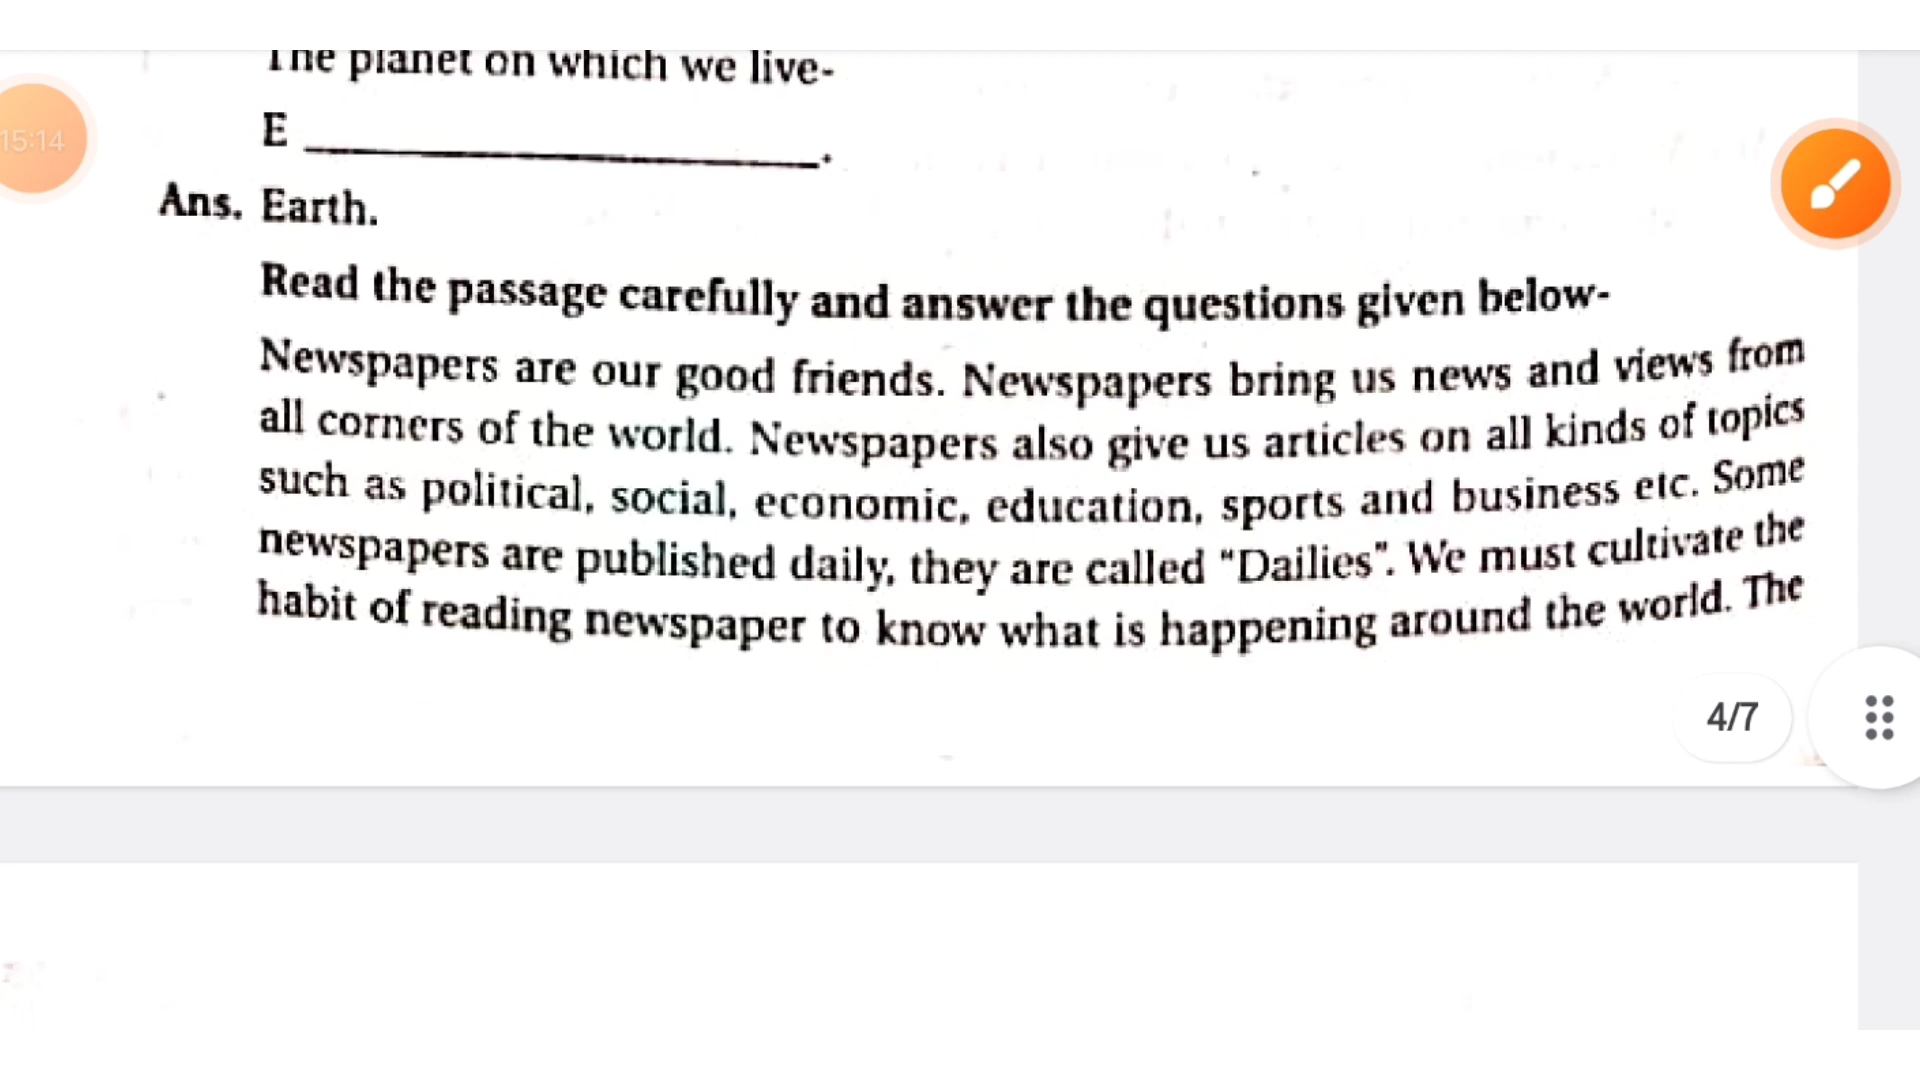 The planet on which we live-
E ____________.
15:14
Ans. Earth.
Read the passage carefully and answer the questions given below-
Newspapers are our good friends. Newspapers bring us news and views from
all corners of the world. Newspapers also give us articles on all kinds of topics
such as political, social, economic, education, sports and business etc. Some
newspapers are published daily, they are called "Dailies". We must cultivate the
habit of reading newspaper to know what is happening around the world. The
4/7